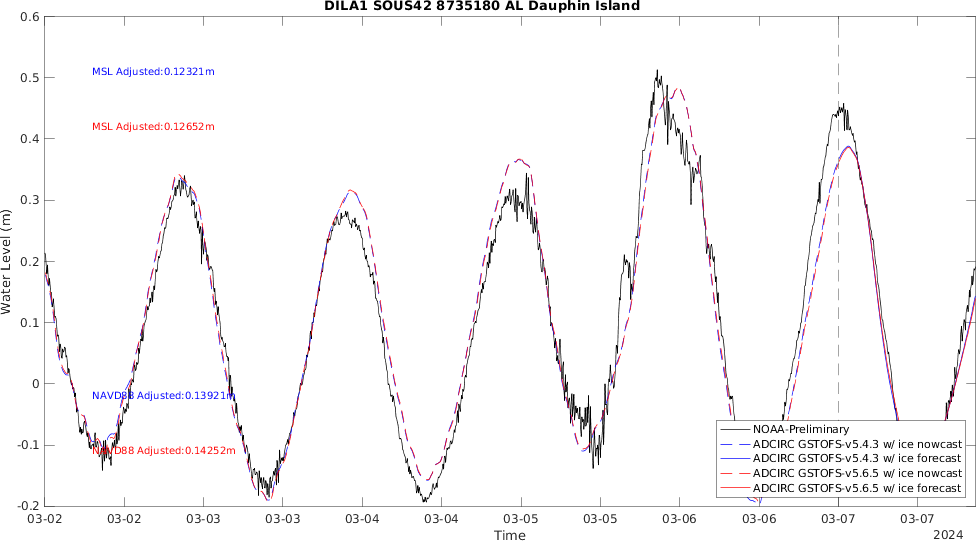 DILA1 SOUS42 8735180 AL Dauphin Island
0.6
0.5
0.4
0.3
0.2
0.1
0
-0.1
-0.2
Water Level (m)
MSL Adjusted:0.12321m
MSL Adjusted:0.12652m
NAVD88 Adjusted:0.13921m
NAVD88 Adjusted:0.14252m
NOAA-Preliminary
ADCIRC GSTOFS-v5.4.3 w/ ice nowcast
ADCIRC GSTOFS-v5.4.3 w/ ice forecast
ADCIRC GSTOFS-v5.6.5 w/ ice nowcast
ADCIRC GSTOFS-v5.6.5 w/ ice forecast
03-02 03-02 03-03 03-03 03-04 03-04 03-05 03-05 03-06 03-06 03-07 03-07
Time
2024